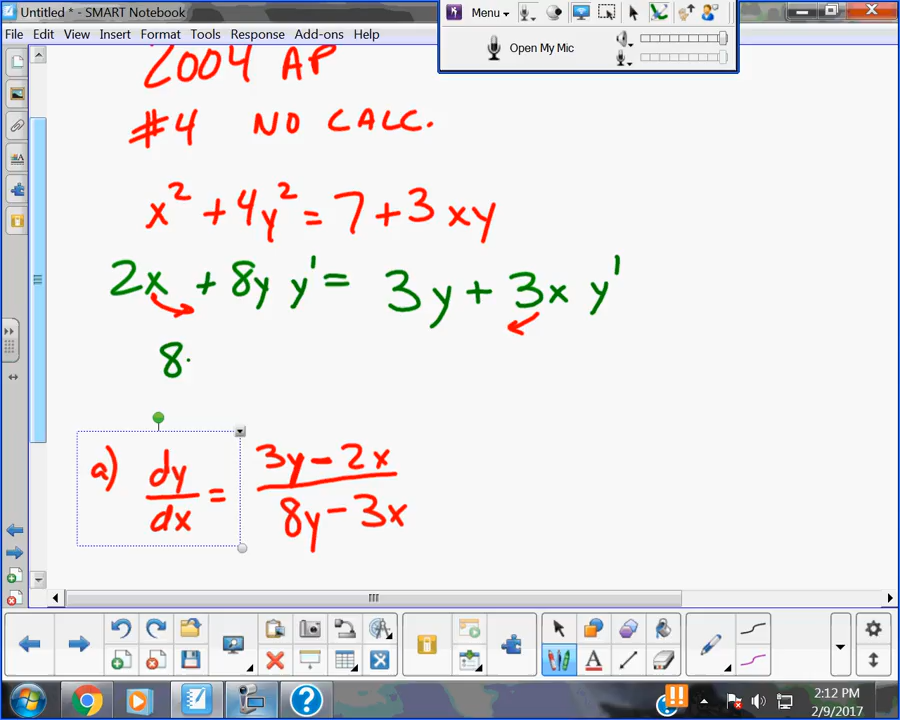 Untitled * - SMART Notebook
Menu
Open My Mic
File Edit View Insert Format Tools Response Add-ons Help
2004 AP
#4 NO CALC.
x² + 4y² = 7 + 3xy
2x + 8y y' = 3y + 3x y'
8
a) dy/dx = (3y - 2x)/(8y - 3x)
2:12 PM
2/9/2017